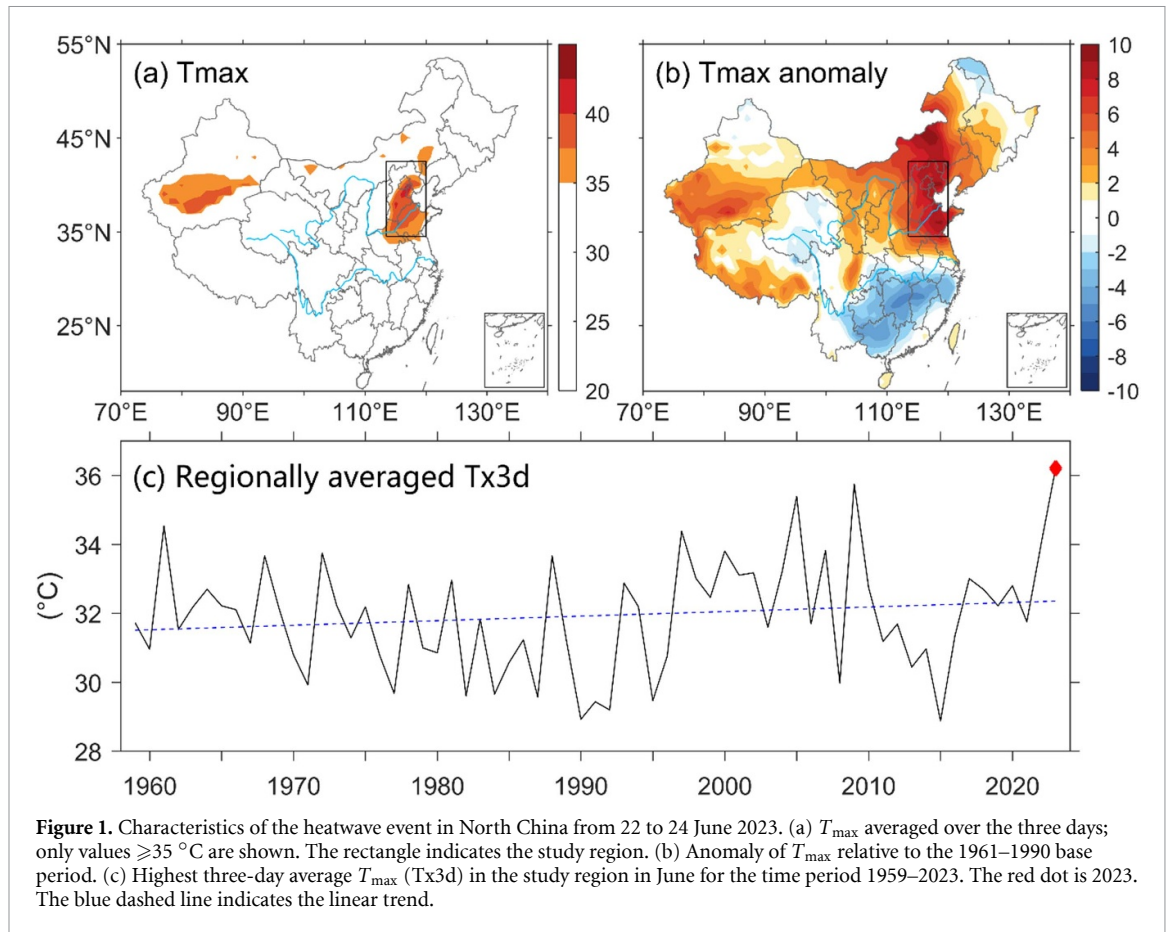 55°N
45°N
35°N
25°N
(a) Tmax
40
35
30
25
20
70°E 90°E 110°E 130°E
(b) Tmax anomaly
10
8
6
4
2
1
0
-1
-2
-4
-6
-8
-10
70°E 90°E 110°E 130°E
(c) Regionally averaged Tx3d
(°C)
36
34
32
30
28
1960 1970 1980 1990 2000 2010 2020
Figure 1. Characteristics of the heatwave event in North China from 22 to 24 June 2023. (a) Tmax averaged over the three days;
only values ⩾35 °C are shown. The rectangle indicates the study region. (b) Anomaly of Tmax relative to the 1961–1990 base
period. (c) Highest three-day average Tmax (Tx3d) in the study region in June for the time period 1959–2023. The red dot is 2023.
The blue dashed line indicates the linear trend.